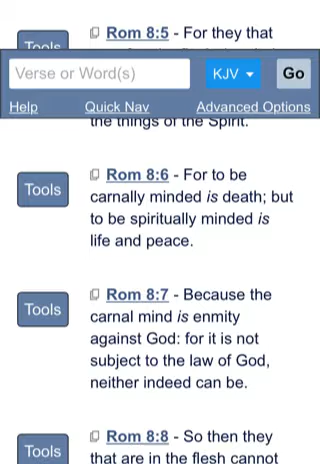 Rom 8:5 - For they that
Tools
Verse or Word(s)
KJV
Go
Help
Quick Nav
Advanced Options
the things of the Spirit.
Rom 8:6 - For to be
Tools
carnally minded is death; but
to be spiritually minded is
life and peace.
Rom 8:7 - Because the
Tools
carnal mind is enmity
against God: for it is not
subject to the law of God,
neither indeed can be.
Rom 8:8 - So then they
Tools
that are in the flesh cannot